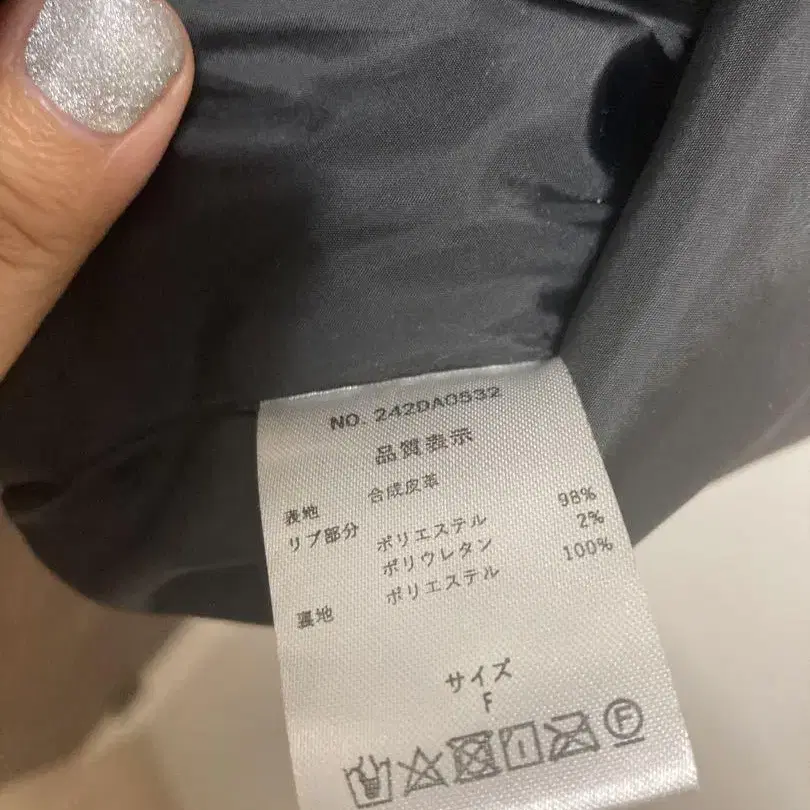 NO. 242DA0532
品質表示
表地 合成皮革
リブ部分 ポリエステル 98%
ポリウレタン 2%
裏地 ポリエステル 100%
サイズ
F
F